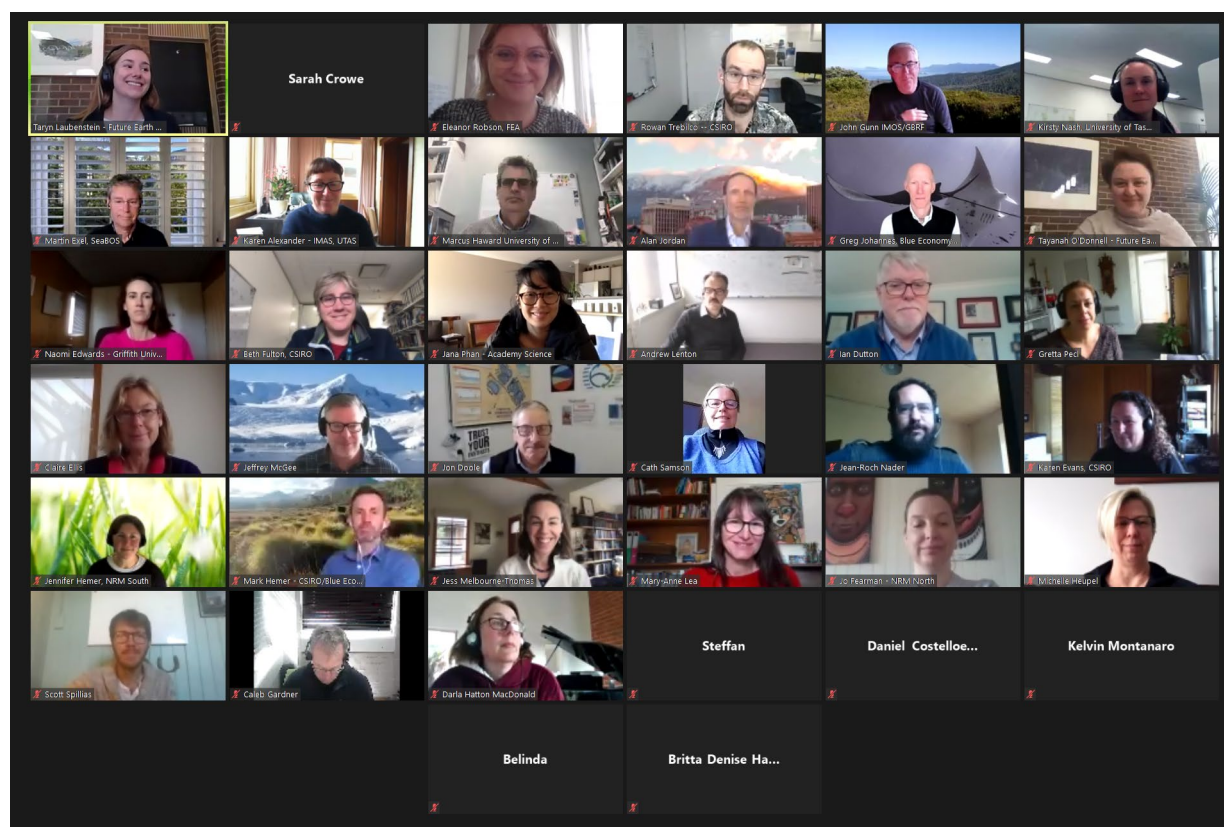 Taryn Laubenstein - Future Earth ...
Sarah Crowe
Eleanor Robson, FEA
Rowan Trebilco -- CSIRO
John Gunn IMOS/GBRF
Kirsty Nash, University of Tas...
Martin Exel, SeaBOS
Karen Alexander - IMAS, UTAS
Marcus Haward University of ...
Alan Jordan
Greg Johannes, Blue Economy...
Tayanah O'Donnell - Future Ea...
Naomi Edwards - Griffith Univ...
Beth Fulton, CSIRO
Jana Phan - Academy Science
Andrew Lenton
Ian Dutton
Gretta Pecl
Claire Ellis
Jeffrey McGee
TRUST
YOUR
Jon Doole
Cath Samson
Jean-Roch Nader
Karen Evans, CSIRO
Jennifer Hemer, NRM South
Mark Hemer - CSIRO/Blue Eco...
Jess Melbourne-Thomas
Mary-Anne Lea
Jo Fearman - NRM North
Michelle Heupel
Scott Spillias
Caleb Gardner
Darla Hatton MacDonald
Steffan
Daniel Costelloe...
Kelvin Montanaro
Belinda
Britta Denise Ha...